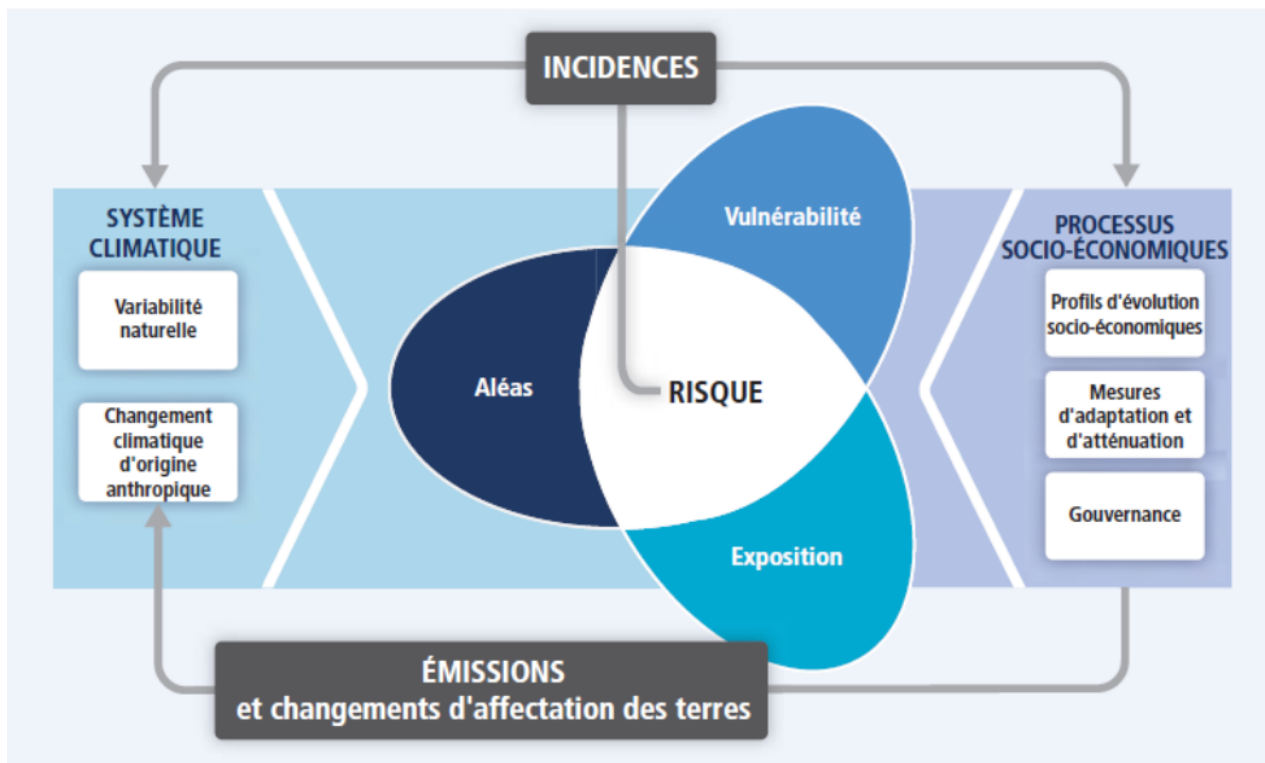 INCIDENCES
SYSTÈME
CLIMATIQUE
Variabilité
naturelle
Changement
climatique
d'origine
anthropique
Aléas
Vulnérabilité
RISQUE
Exposition
PROCESSUS
SOCIO-ÉCONOMIQUES
Profils d'évolution
socio-économiques
Mesures
d'adaptation et
d'atténuation
Gouvernance
ÉMISSIONS
et changements d'affectation des terres